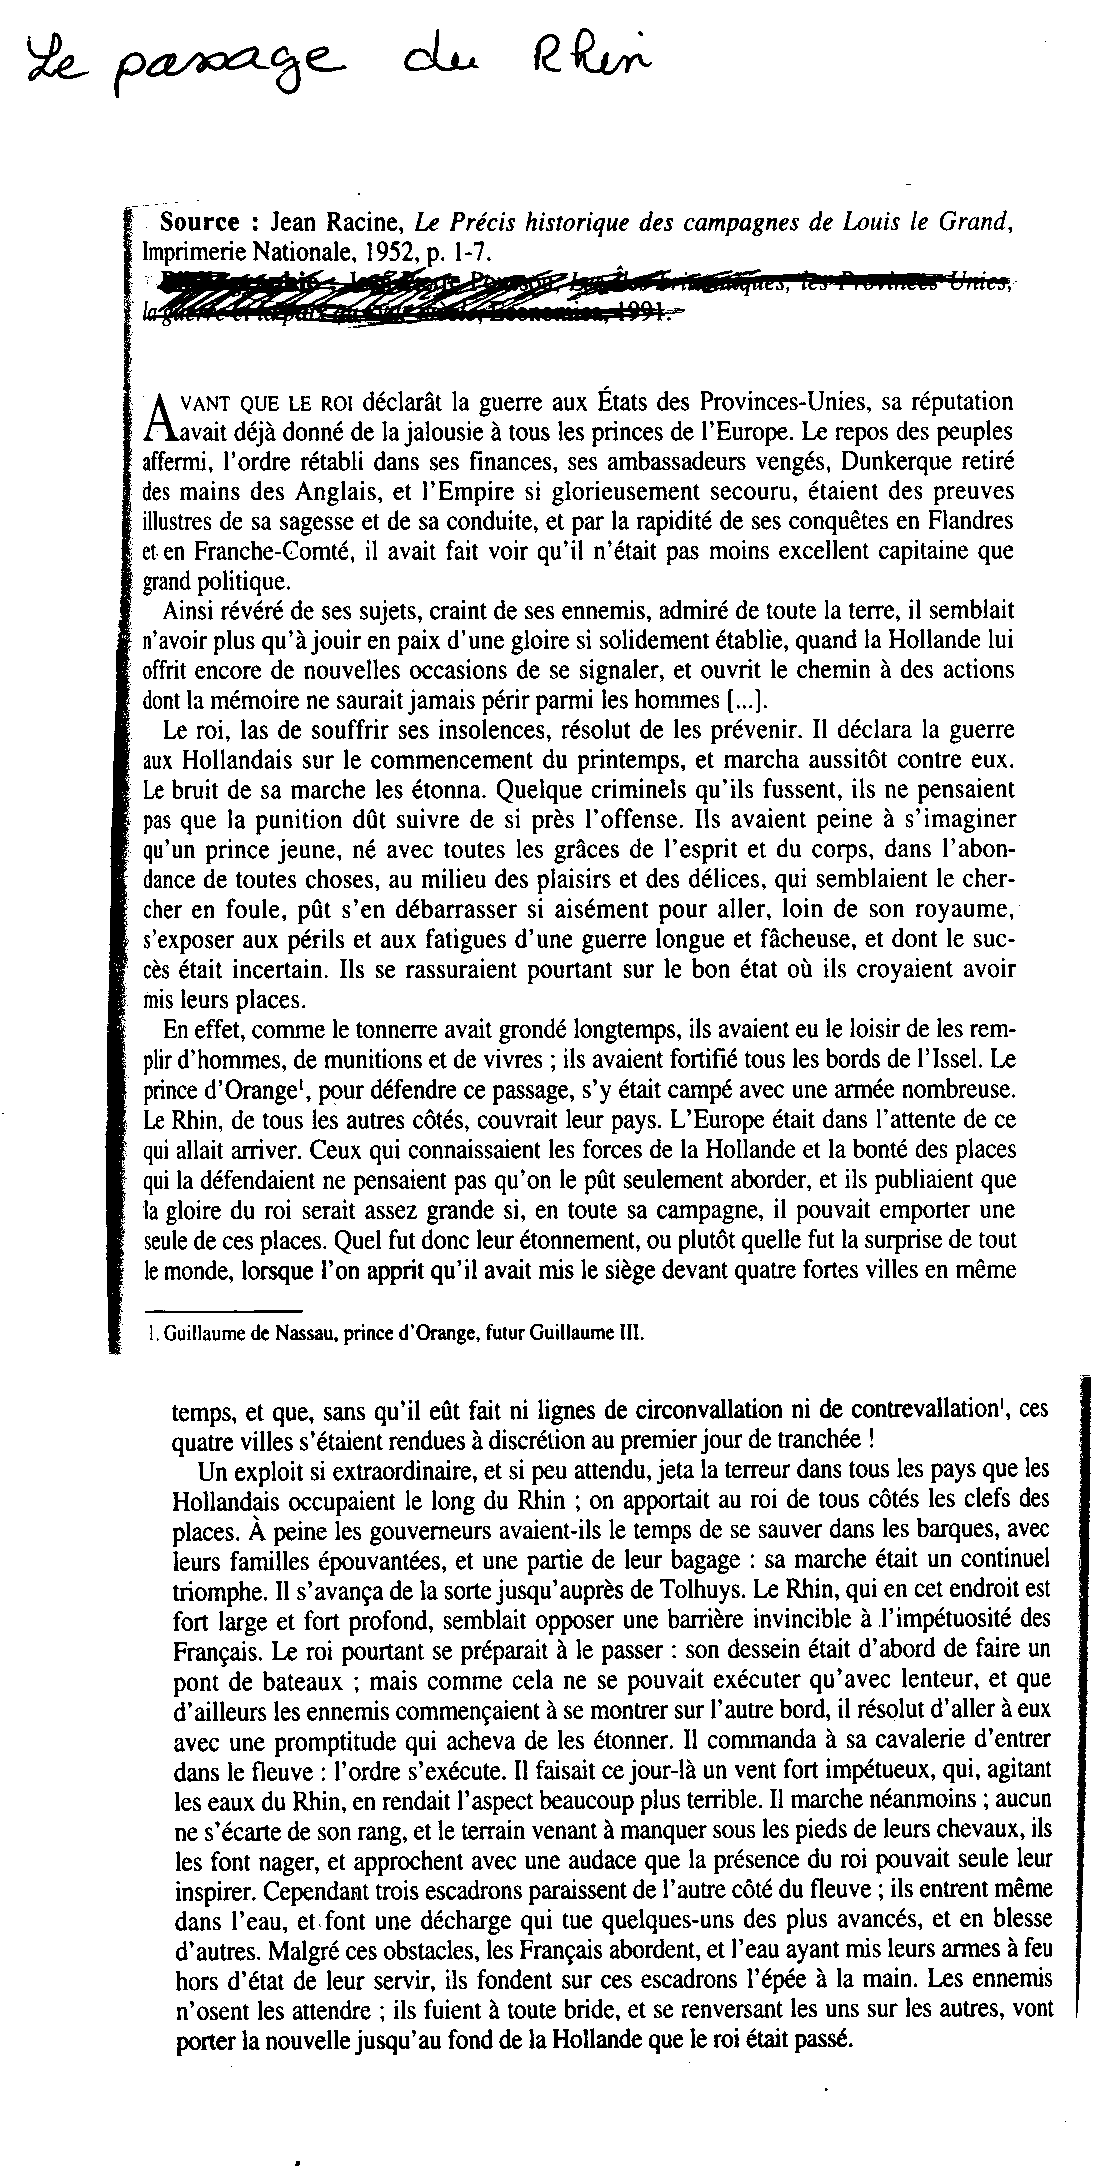 Le passage du Rhin
Source : Jean Racine, Le Précis historique des campagnes de Louis le Grand,
Imprimerie Nationale, 1952, p. 1-7.
les Provinces Unies,
1991.
AVANT QUE LE ROI déclarât la guerre aux États des Provinces-Unies, sa réputation
avait déjà donné de la jalousie à tous les princes de l'Europe. Le repos des peuples
affermi, l'ordre rétabli dans ses finances, ses ambassadeurs vengés, Dunkerque retiré
des mains des Anglais, et l'Empire si glorieusement secouru, étaient des preuves
illustres de sa sagesse et de sa conduite, et par la rapidité de ses conquêtes en Flandres
et en Franche-Comté, il avait fait voir qu'il n'était pas moins excellent capitaine que
grand politique.
Ainsi révéré de ses sujets, craint de ses ennemis, admiré de toute la terre, il semblait
n'avoir plus qu'à jouir en paix d'une gloire si solidement établie, quand la Hollande lui
offrit encore de nouvelles occasions de se signaler, et ouvrit le chemin à des actions
dont la mémoire ne saurait jamais périr parmi les hommes [...].
Le roi, las de souffrir ses insolences, résolut de les prévenir. Il déclara la guerre
aux Hollandais sur le commencement du printemps, et marcha aussitôt contre eux.
Le bruit de sa marche les étonna. Quelque criminels qu'ils fussent, ils ne pensaient
pas que la punition dût suivre de si près l'offense. Ils avaient peine à s'imaginer
qu'un prince jeune, né avec toutes les grâces de l'esprit et du corps, dans l'abon-
dance de toutes choses, au milieu des plaisirs et des délices, qui semblaient le cher-
cher en foule, pût s'en débarrasser si aisément pour aller, loin de son royaume,
s'exposer aux périls et aux fatigues d'une guerre longue et fâcheuse, et dont le suc-
cès était incertain. Ils se rassuraient pourtant sur le bon état où ils croyaient avoir
mis leurs places.
En effet, comme le tonnerre avait grondé longtemps, ils avaient eu le loisir de les rem-
plir d'hommes, de munitions et de vivres ; ils avaient fortifié tous les bords de l'Issel. Le
prince d'Orange¹, pour défendre ce passage, s'y était campé avec une armée nombreuse.
Le Rhin, de tous les autres côtés, couvrait leur pays. L'Europe était dans l'attente de ce
qui allait arriver. Ceux qui connaissaient les forces de la Hollande et la bonté des places
qui la défendaient ne pensaient pas qu'on le pût seulement aborder, et ils publiaient que
la gloire du roi serait assez grande si, en toute sa campagne, il pouvait emporter une
seule de ces places. Quel fut donc leur étonnement, ou plutôt quelle fut la surprise de tout
le monde, lorsque l'on apprit qu'il avait mis le siège devant quatre fortes villes en même
1. Guillaume de Nassau, prince d'Orange, futur Guillaume III.
temps, et que, sans qu'il eût fait ni lignes de circonvallation ni de contrevallation¹, ces
quatre villes s'étaient rendues à discrétion au premier jour de tranchée !
Un exploit si extraordinaire, et si peu attendu, jeta la terreur dans tous les pays que les
Hollandais occupaient le long du Rhin ; on apportait au roi de tous côtés les clefs des
places. À peine les gouverneurs avaient-ils le temps de se sauver dans les barques, avec
leurs familles épouvantées, et une partie de leur bagage : sa marche était un continuel
triomphe. Il s'avança de la sorte jusqu'auprès de Tolhuys. Le Rhin, qui en cet endroit est
fort large et fort profond, semblait opposer une barrière invincible à l'impétuosité des
Français. Le roi pourtant se préparait à le passer : son dessein était d'abord de faire un
pont de bateaux ; mais comme cela ne se pouvait exécuter qu'avec lenteur, et que
d'ailleurs les ennemis commençaient à se montrer sur l'autre bord, il résolut d'aller à eux
avec une promptitude qui acheva de les étonner. Il commanda à sa cavalerie d'entrer
dans le fleuve : l'ordre s'exécute. Il faisait ce jour-là un vent fort impétueux, qui, agitant
les eaux du Rhin, en rendait l'aspect beaucoup plus terrible. Il marche néanmoins ; aucun
ne s'écarte de son rang, et le terrain venant à manquer sous les pieds de leurs chevaux, ils
les font nager, et approchent avec une audace que la présence du roi pouvait seule leur
inspirer. Cependant trois escadrons paraissent de l'autre côté du fleuve ; ils entrent même
dans l'eau, et font une décharge qui tue quelques-uns des plus avancés, et en blesse
d'autres. Malgré ces obstacles, les Français abordent, et l'eau ayant mis leurs armes à feu
hors d'état de leur servir, ils fondent sur ces escadrons l'épée à la main. Les ennemis
n'osent les attendre ; ils fuient à toute bride, et se renversant les uns sur les autres, vont
porter la nouvelle jusqu'au fond de la Hollande que le roi était passé.